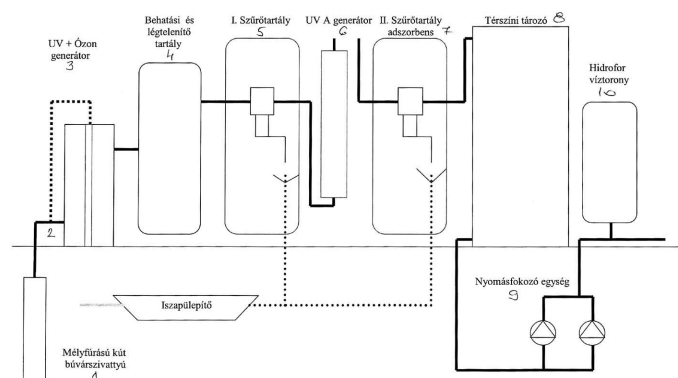 UV + Ózon
generátor
3
Behatási és
légtelenítő
tartály
4
I. Szűrőtartály
5
UV A generátor
6
II. Szűrőtartály
adszorbens
7
Térszíni tározó 8
Hidrofor
víztorony
10
2
Nyomásfokozó egység
9
Iszapülepítő
Mélyfúrású kút
búvárszivattyú
1